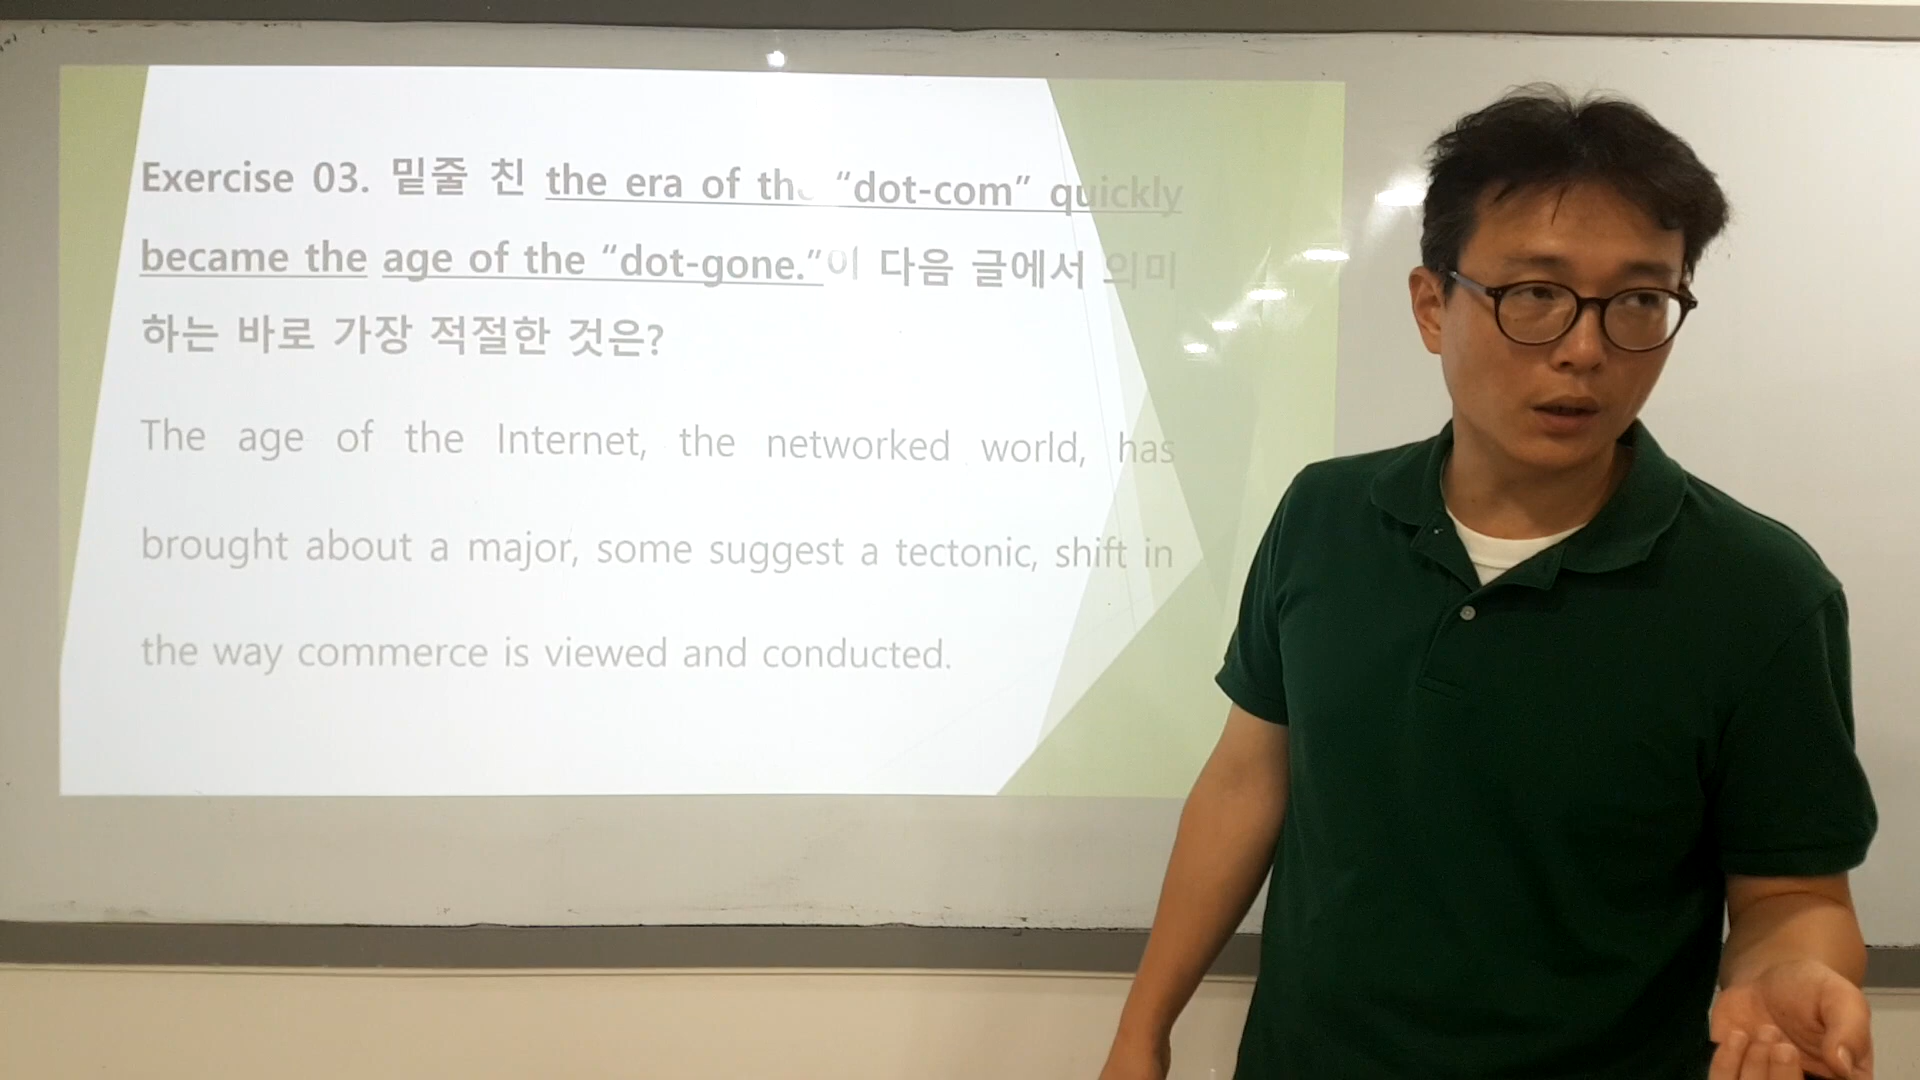 Exercise 03. 밑줄 친 the era of the “dot-com” quickly
became the age of the “dot-gone.”이 다음 글에서 의미
하는 바로 가장 적절한 것은?
The age of the Internet, the networked world, has
brought about a major, some suggest a tectonic, shift in
the way commerce is viewed and conducted.